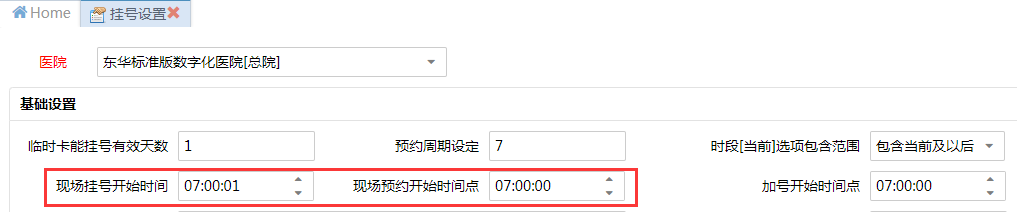 Home 挂号设置
医院 东华标准版数字化医院[总院]
基础设置
临时卡能挂号有效天数 1 预约周期设定 7 时段[当前]选项包含范围 包含当前及以后
现场挂号开始时间 07:00:01 现场预约开始时间点 07:00:00 加号开始时间点 07:00:00